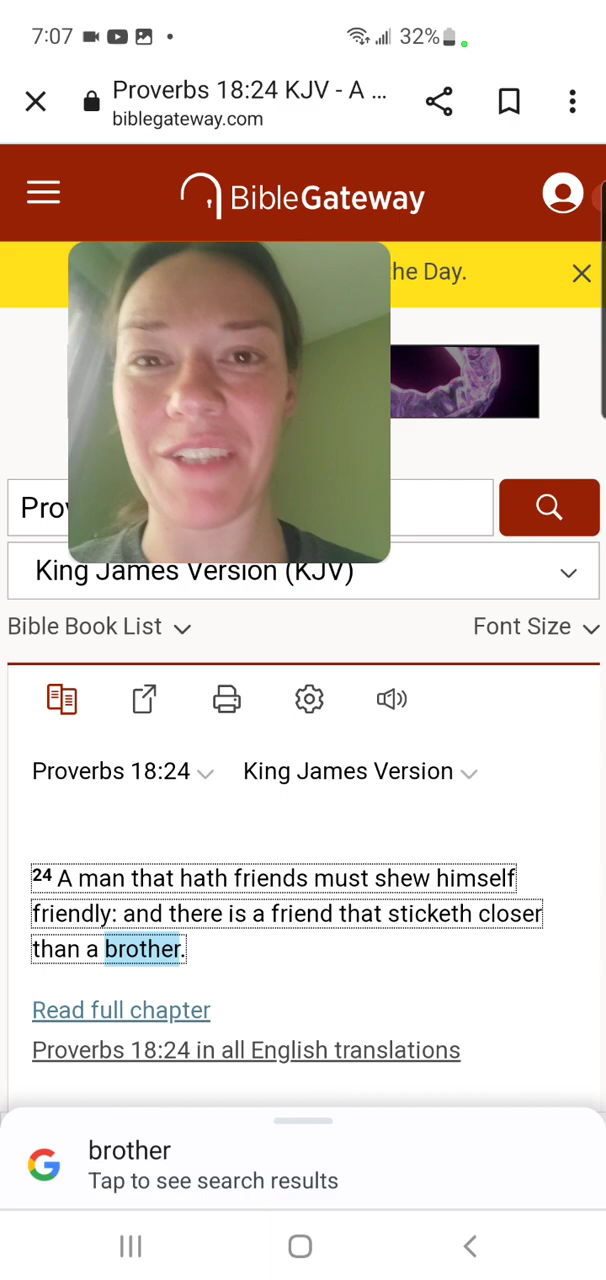 7:07
32%
Proverbs 18:24 KJV - A ...
biblegateway.com
BibleGateway
the Day.
Prov
King James Version (KJV)
Bible Book List
Font Size
Proverbs 18:24
King James Version
24 A man that hath friends must shew himself
friendly: and there is a friend that sticketh closer
than a brother.
Read full chapter
Proverbs 18:24 in all English translations
brother
Tap to see search results